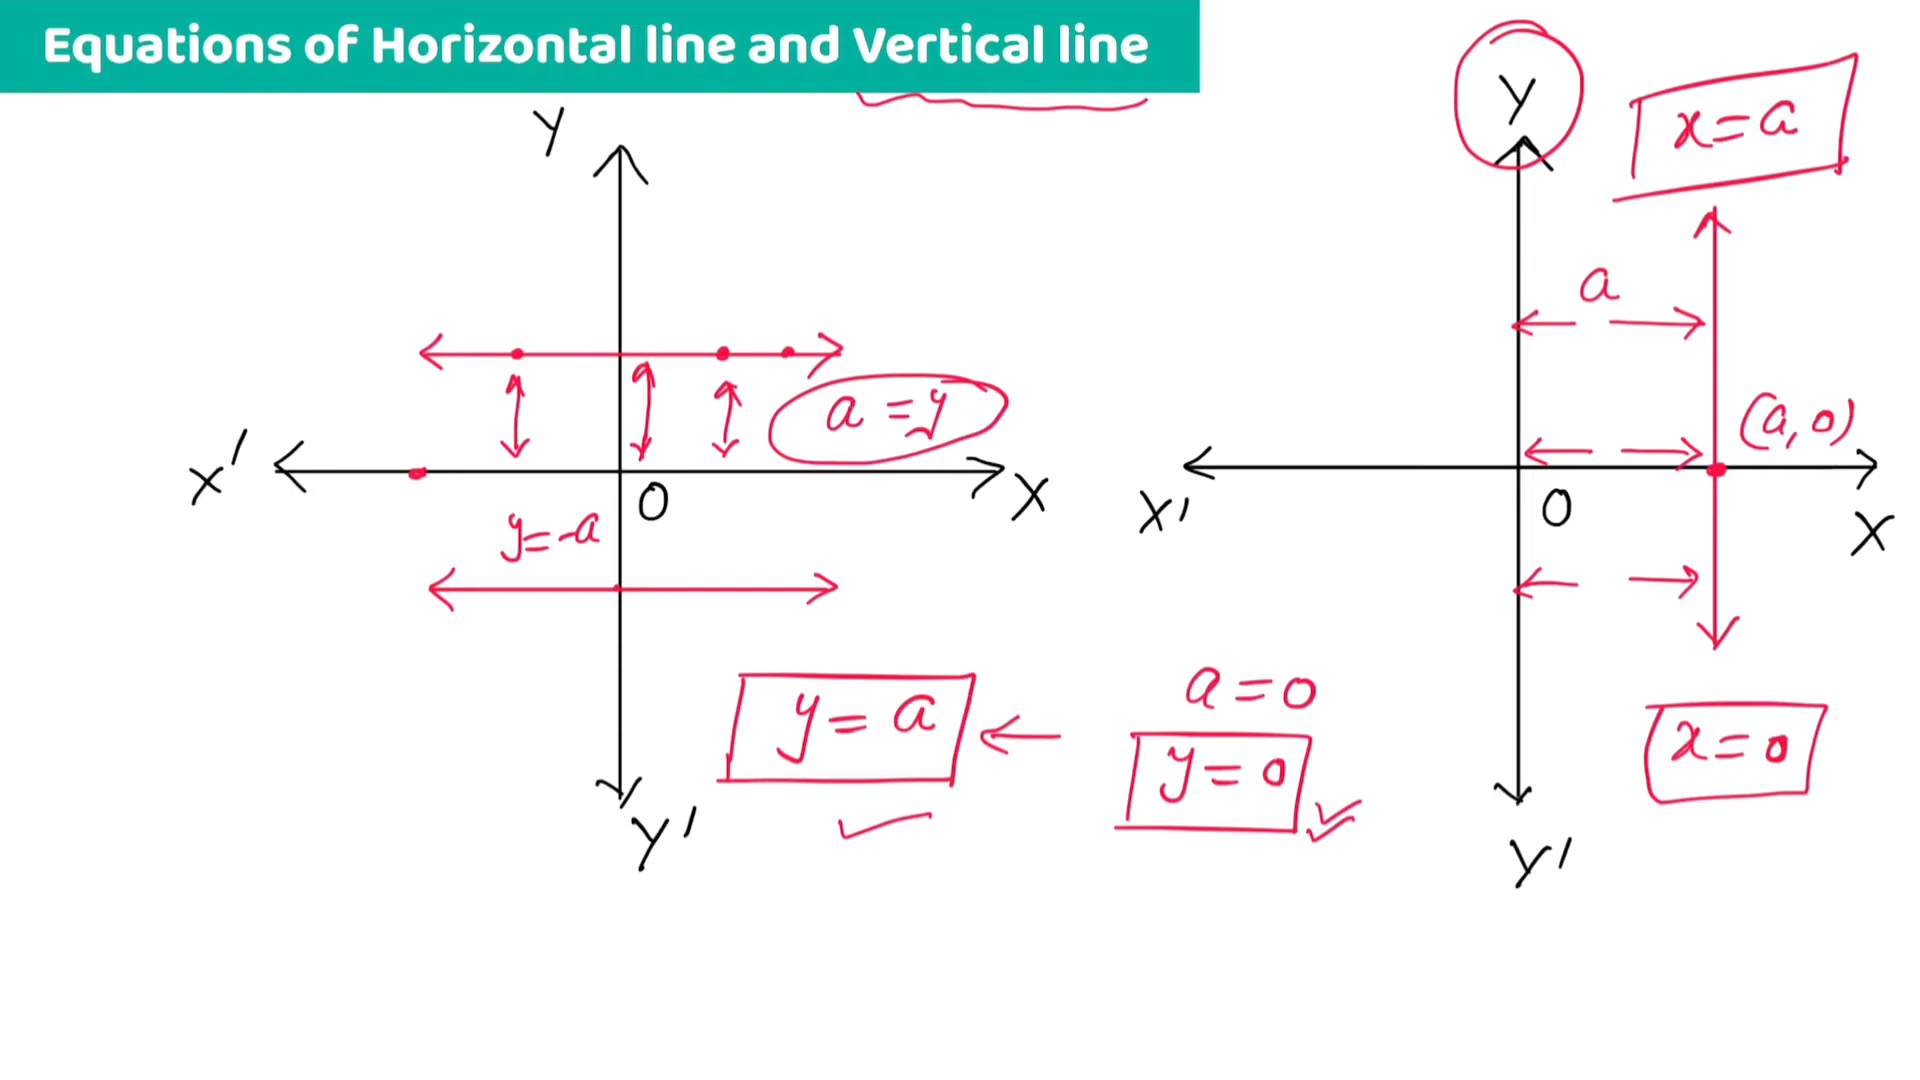 Equations of Horizontal line and Vertical line
Y
a = y
X'
O
X
y = -a
y = a
Y'
a = 0
y = 0
Y
x = a
a
(a, 0)
X'
O
X
x = 0
Y'